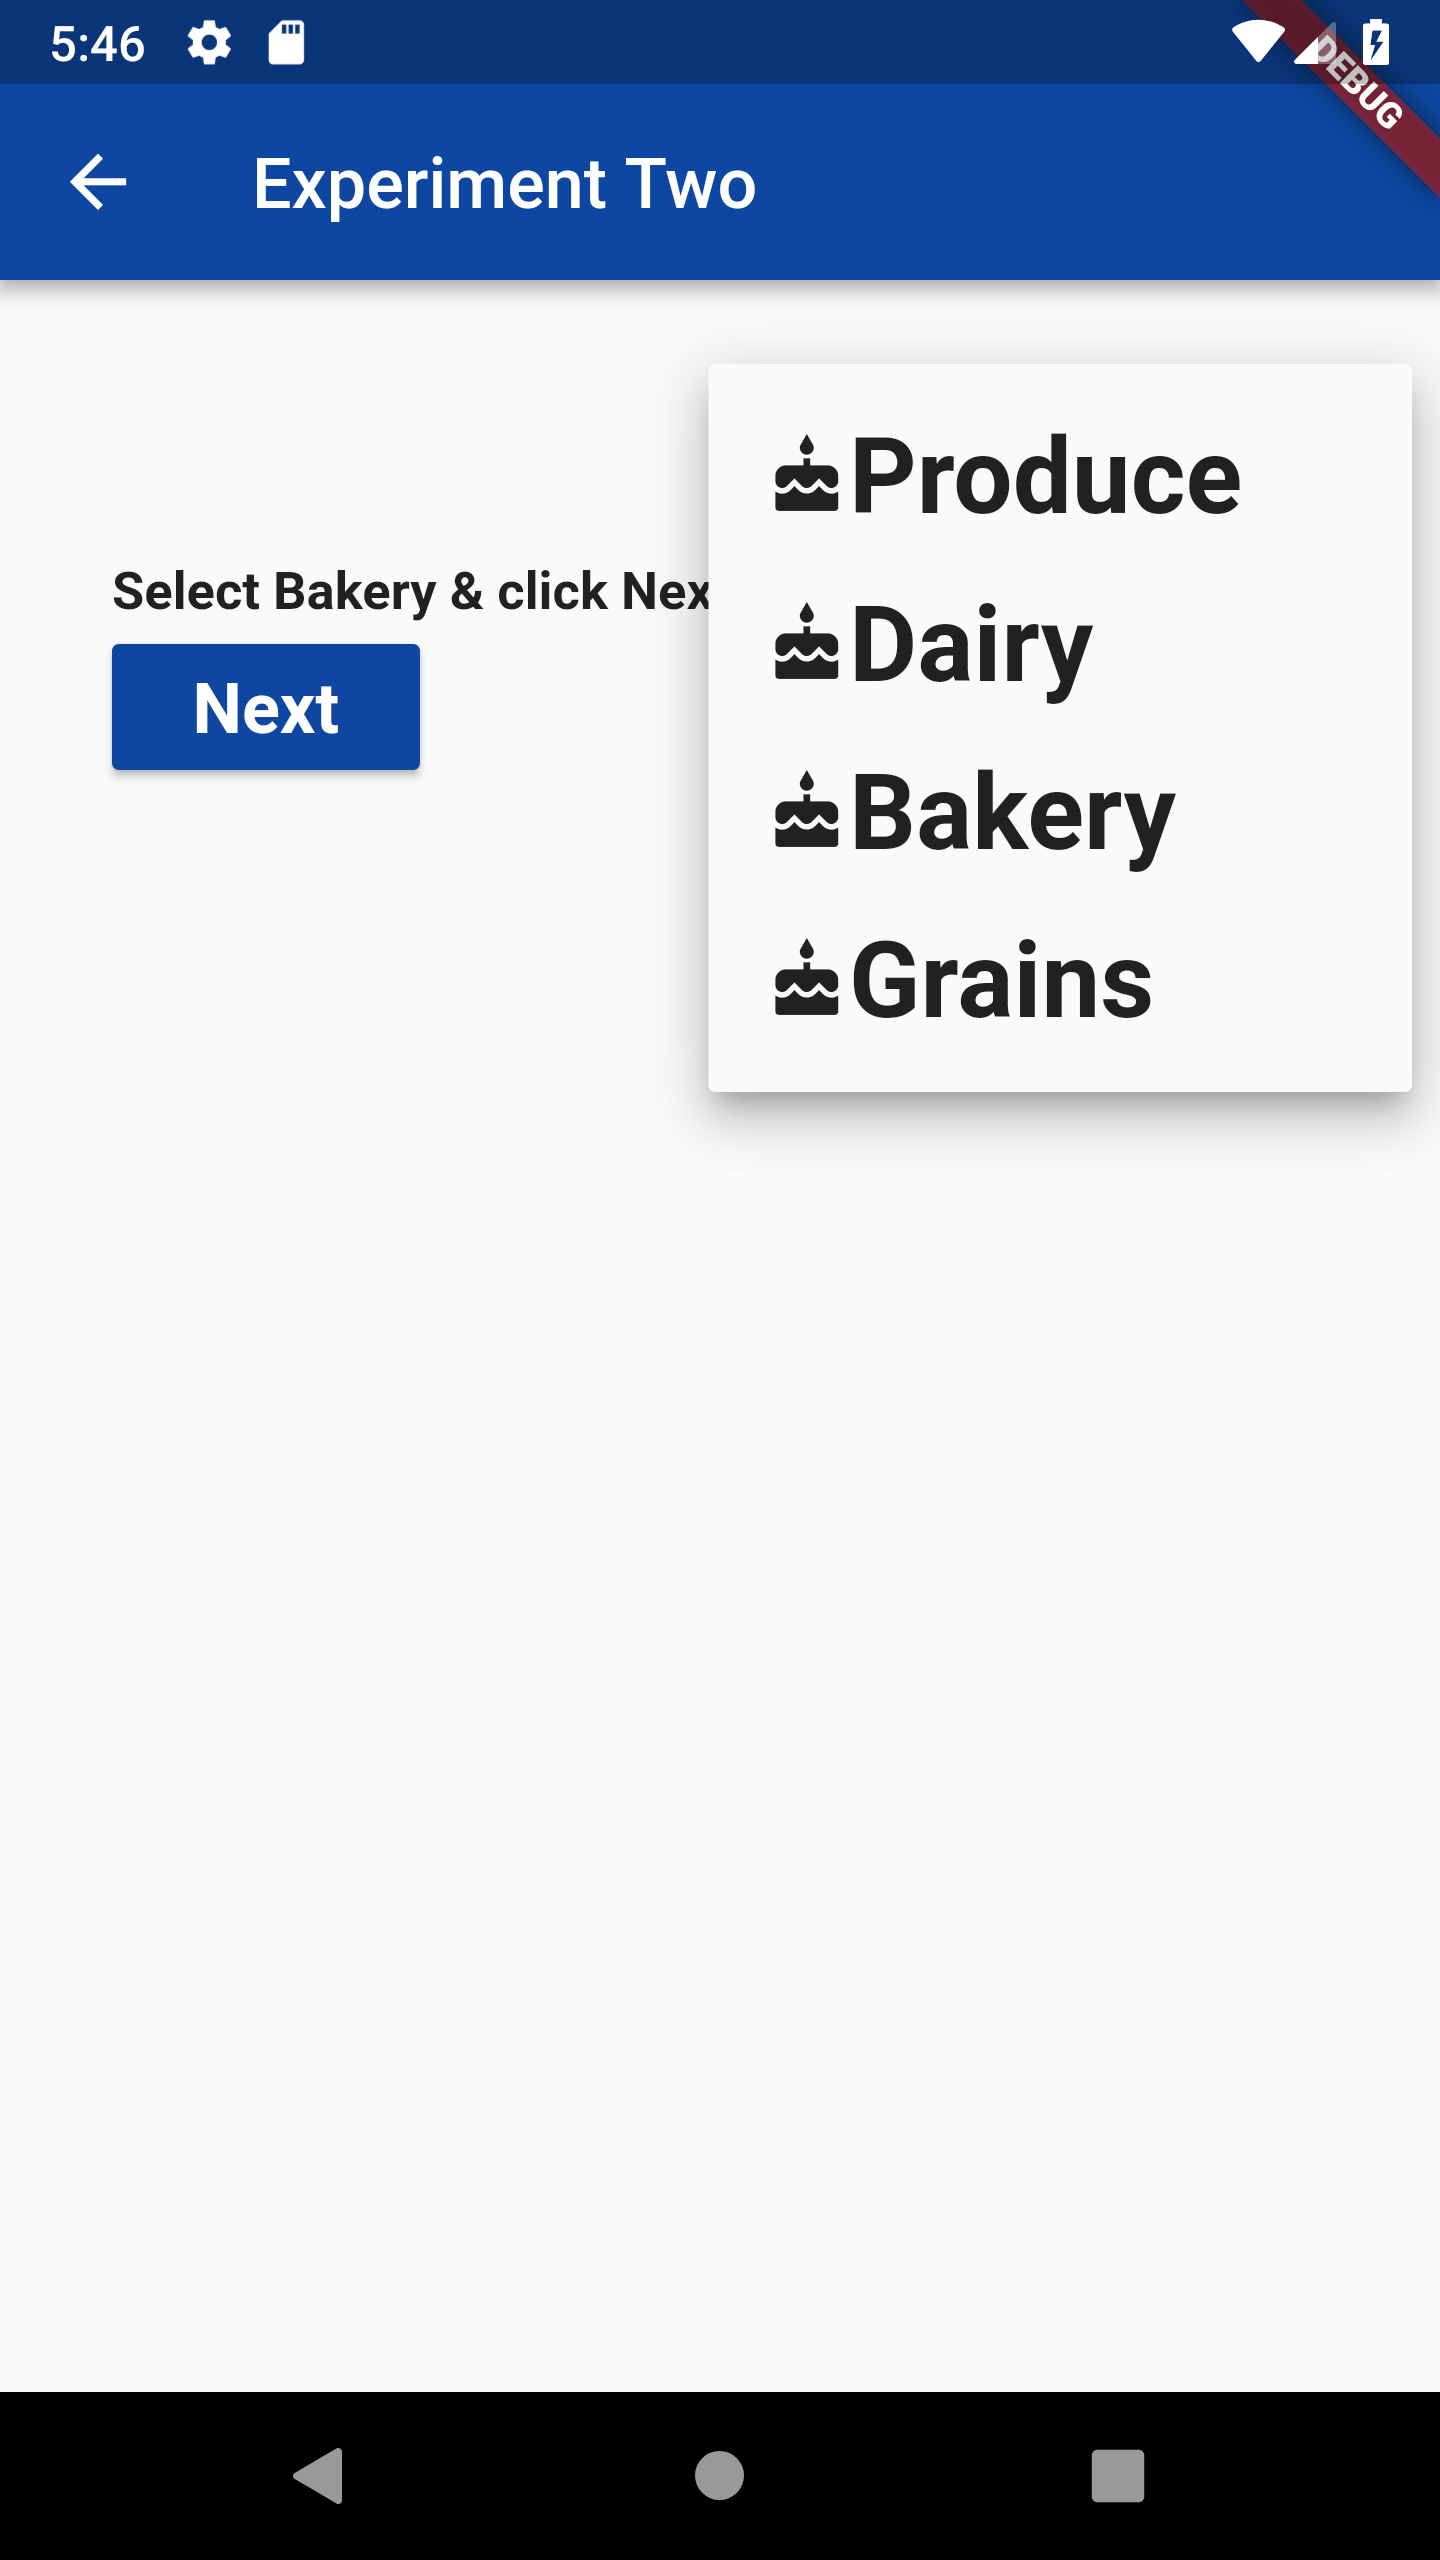 5:46
DEBUG
Experiment Two
Produce
Select Bakery & click Nex
Dairy
Next
Bakery
Grains